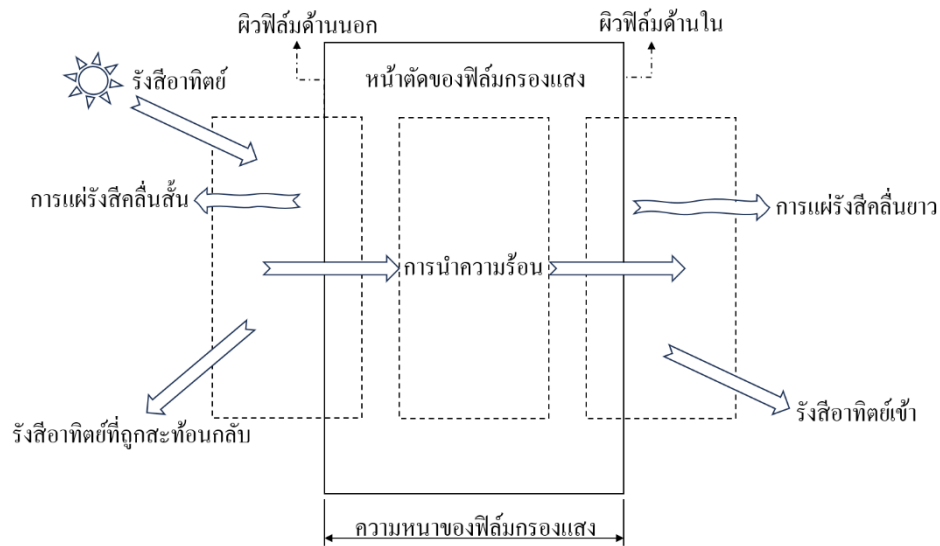 ผิวฟิล์มด้านนอก
ผิวฟิล์มด้านใน
รังสีอาทิตย์
หน้าตัดของฟิล์มกรองแสง
การแผ่รังสีคลื่นสั้น
การแผ่รังสีคลื่นยาว
การนำความร้อน
รังสีอาทิตย์ที่ถูกสะท้อนกลับ
รังสีอาทิตย์เข้า
ความหนาของฟิล์มกรองแสง